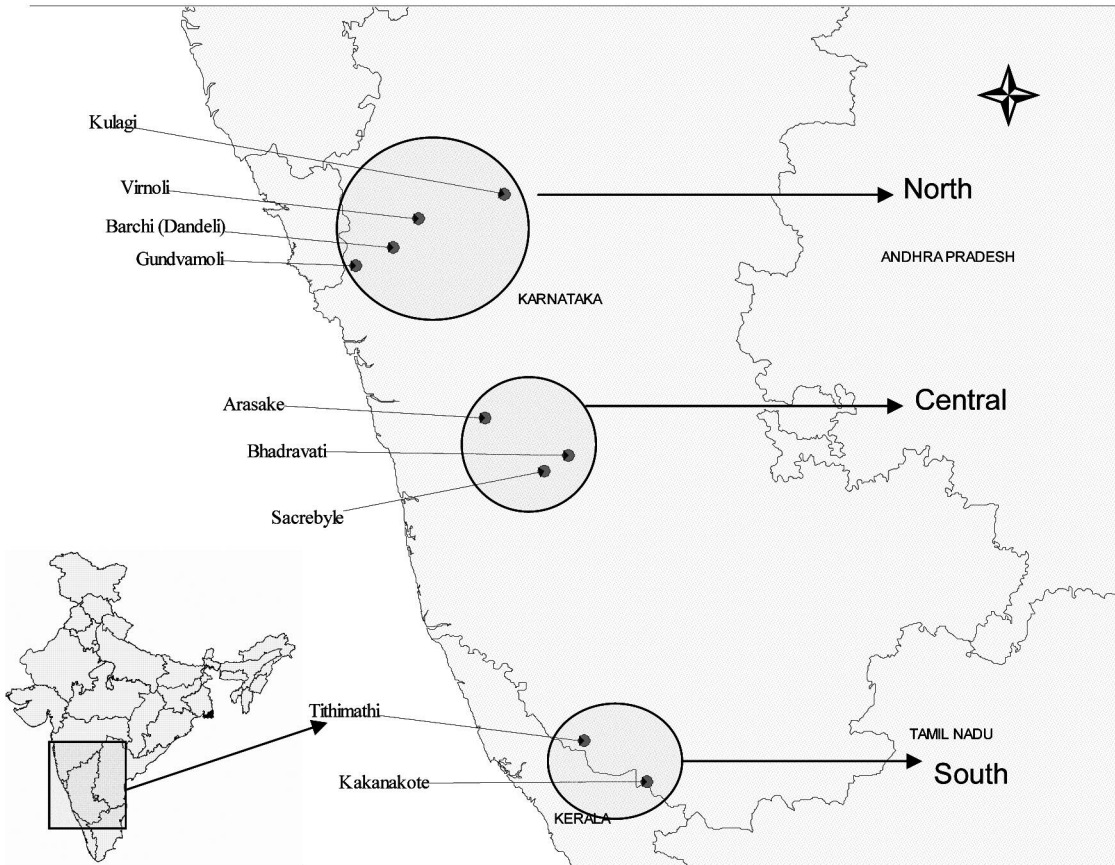 Kulagi
Virnoli
North
Barchi (Dandeli)
Gundvamoli
ANDHRA PRADESH
KARNATAKA
Arasake
Central
Bhadravati
Sacrebyle
Tithimathi
TAMIL NADU
South
Kakanakote
KERALA